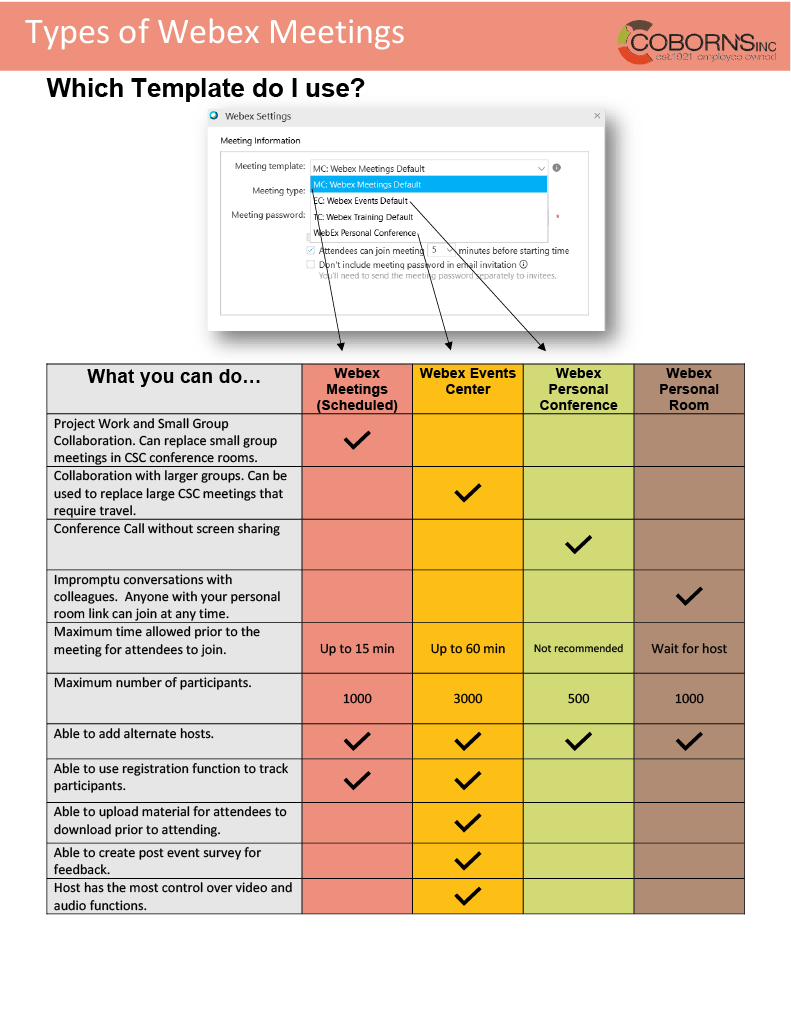 Types of Webex Meetings
COBORN'S INC
est.1921 employee owned
Which Template do I use?
Webex Settings
Meeting Information
Meeting template: MC: Webex Meetings Default
MC: Webex Meetings Default
Meeting type:
EC: Webex Events Default
Meeting password: TC: Webex Training Default *
WebEx Personal Conference
Attendees can join meeting 5 minutes before starting time
Don't include meeting password in email invitation
You'll need to send the meeting password separately to invitees.
What you can do…
Webex
Meetings
(Scheduled)
Webex Events
Center
Webex
Personal
Conference
Webex
Personal
Room
Project Work and Small Group
Collaboration. Can replace small group
meetings in CSC conference rooms.
Collaboration with larger groups. Can be
used to replace large CSC meetings that
require travel.
Conference Call without screen sharing
Impromptu conversations with
colleagues.  Anyone with your personal
room link can join at any time.
Maximum time allowed prior to the
meeting for attendees to join.
Up to 15 min Up to 60 min Not recommended Wait for host
Maximum number of participants.
1000 3000 500 1000
Able to add alternate hosts.
Able to use registration function to track
participants.
Able to upload material for attendees to
download prior to attending.
Able to create post event survey for
feedback.
Host has the most control over video and
audio functions.